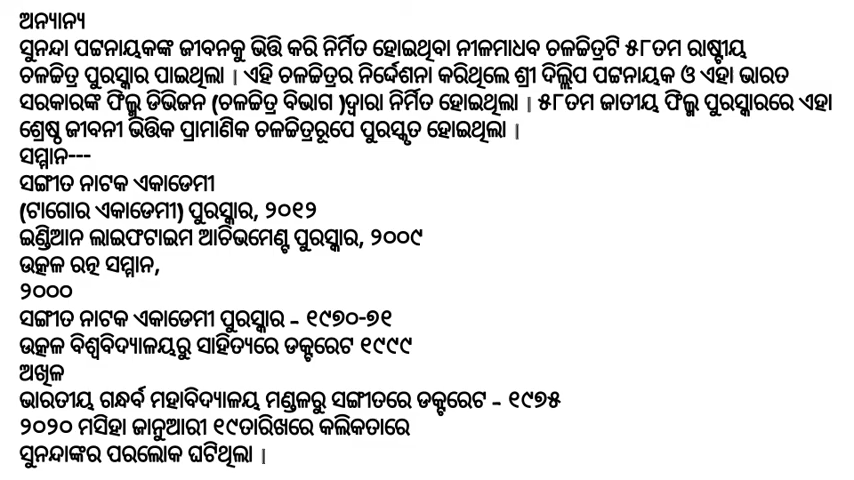 ଅନ୍ୟାନ୍ୟ
ସୁନନ୍ଦା ପଟ୍ଟନାୟକଙ୍କ ଜୀବନକୁ ଭିତ୍ତି କରି ନିର୍ମିତ ହୋଇଥିବା ନୀଳମାଧବ ଚଳଚ୍ଚିତ୍ରଟି ୫୮ତମ ରାଷ୍ଟ୍ରୀୟ
ଚଳଚ୍ଚିତ୍ର ପୁରସ୍କାର ପାଇଥିଲା । ଏହି ଚଳଚ୍ଚିତ୍ରର ନିର୍ଦ୍ଦେଶନା କରିଥିଲେ ଶ୍ରୀ ଦିଲ୍ଲିପ ପଟ୍ଟନାୟକ ଓ ଏହା ଭାରତ
ସରକାରଙ୍କ ଫିଲ୍ମ ଡିଭିଜନ (ଚଳଚ୍ଚିତ୍ର ବିଭାଗ )ଦ୍ୱାରା ନିର୍ମିତ ହୋଇଥିଲା । ୫୮ତମ ଜାତୀୟ ଫିଲ୍ମ ପୁରସ୍କାରରେ ଏହା
ଶ୍ରେଷ୍ଠ ଜୀବନୀ ଭିତ୍ତିକ ପ୍ରାମାଣିକ ଚଳଚ୍ଚିତ୍ରରୂପେ ପୁରସ୍କୃତ ହୋଇଥିଲା ।
ସମ୍ମାନ---
ସଙ୍ଗୀତ ନାଟକ ଏକାଡେମୀ
(ଟାଗୋର ଏକାଡେମୀ) ପୁରସ୍କାର, ୨୦୧୨
ଇଣ୍ଡିଆନ ଲାଇଫଟାଇମ ଆଚିଭମେଣ୍ଟ ପୁରସ୍କାର, ୨୦୦୯
ଉତ୍କଳ ରତ୍ନ ସମ୍ମାନ,
୨୦୦୦
ସଙ୍ଗୀତ ନାଟକ ଏକାଡେମୀ ପୁରସ୍କାର – ୧୯୭୦-୭୧
ଉତ୍କଳ ବିଶ୍ୱବିଦ୍ୟାଳୟରୁ ସାହିତ୍ୟରେ ଡକ୍ଟରେଟ ୧୯୯୯
ଅଖିଳ
ଭାରତୀୟ ଗନ୍ଧର୍ବ ମହାବିଦ୍ୟାଳୟ ମଣ୍ଡଳରୁ ସଙ୍ଗୀତରେ ଡକ୍ଟରେଟ – ୧୯୭୫
୨୦୨୦ ମସିହା ଜାନୁଆରୀ ୧୯ତାରିଖରେ କଲିକତାରେ
ସୁନନ୍ଦାଙ୍କର ପରଲୋକ ଘଟିଥିଲା ।